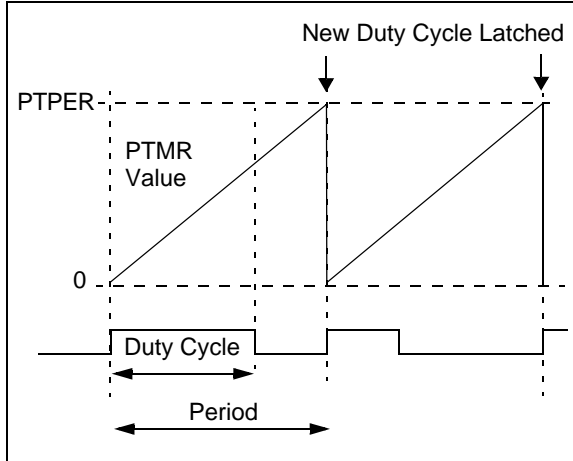 New Duty Cycle Latched
PTPER
PTMR
Value
0
Duty Cycle
Period